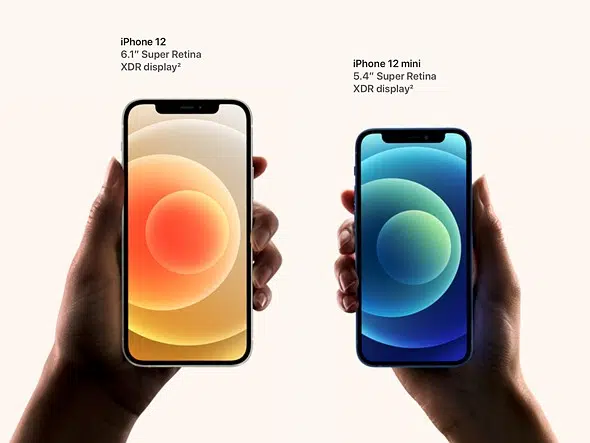 iPhone 12
6.1″ Super Retina
XDR display²
iPhone 12 mini
5.4″ Super Retina
XDR display²